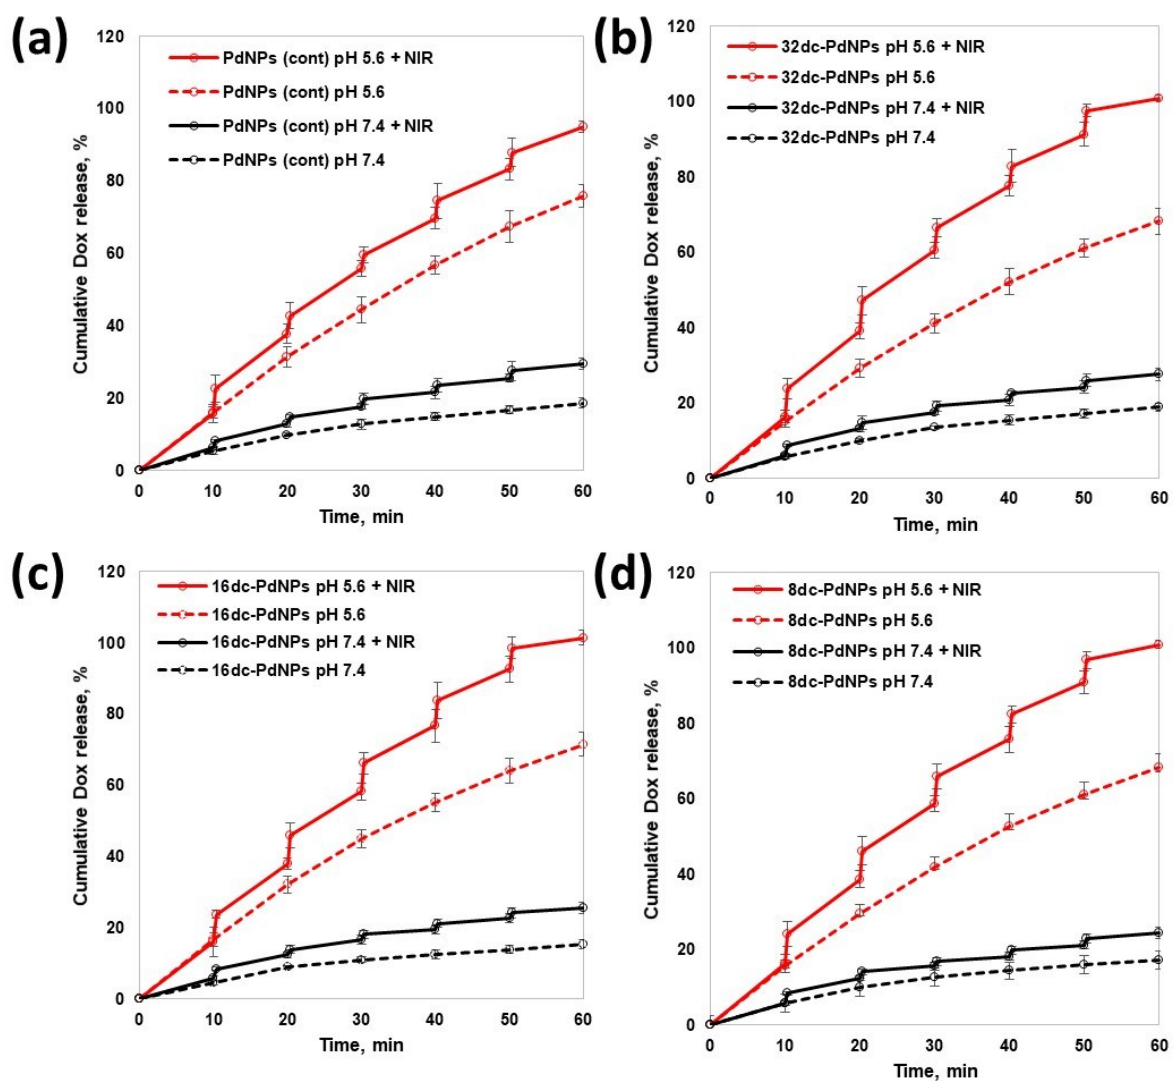 (a)
120
100
80
60
40
20
0
Cumulative Dox release, %
PdNPs (cont) pH 5.6 + NIR
PdNPs (cont) pH 5.6
PdNPs (cont) pH 7.4 + NIR
PdNPs (cont) pH 7.4
0 10 20 30 40 50 60
Time, min
(b)
120
100
80
60
40
20
0
Cumulative Dox release, %
32dc-PdNPs pH 5.6 + NIR
32dc-PdNPs pH 5.6
32dc-PdNPs pH 7.4 + NIR
32dc-PdNPs pH 7.4
0 10 20 30 40 50 60
Time, min
(c)
120
100
80
60
40
20
0
Cumulative Dox release, %
16dc-PdNPs pH 5.6 + NIR
16dc-PdNPs pH 5.6
16dc-PdNPs pH 7.4 + NIR
16dc-PdNPs pH 7.4
0 10 20 30 40 50 60
Time, min
(d)
120
100
80
60
40
20
0
Cumulative Dox release, %
8dc-PdNPs pH 5.6 + NIR
8dc-PdNPs pH 5.6
8dc-PdNPs pH 7.4 + NIR
8dc-PdNPs pH 7.4
0 10 20 30 40 50 60
Time, min